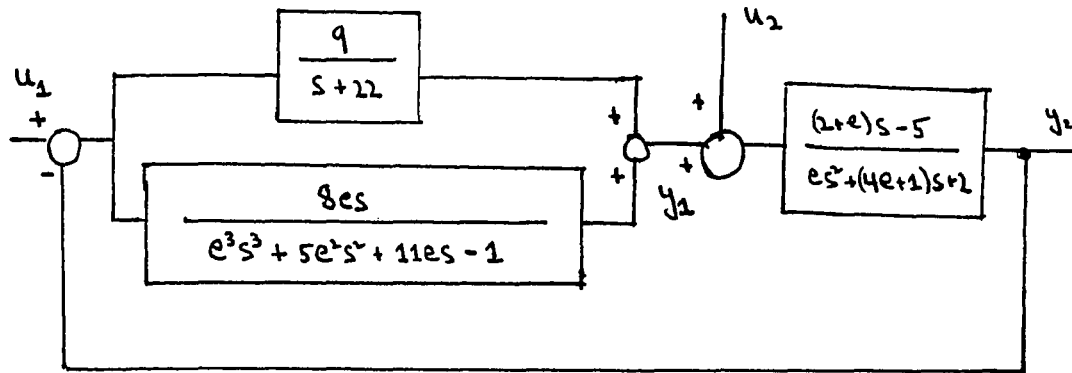 u₂
9
u₁
s + 22
+
+
+
(2+e)s-5
y₂
-
+
+
es²+(4e+1)s+2
8es
y₁
e³s³ + 5e²s² + 11es - 1